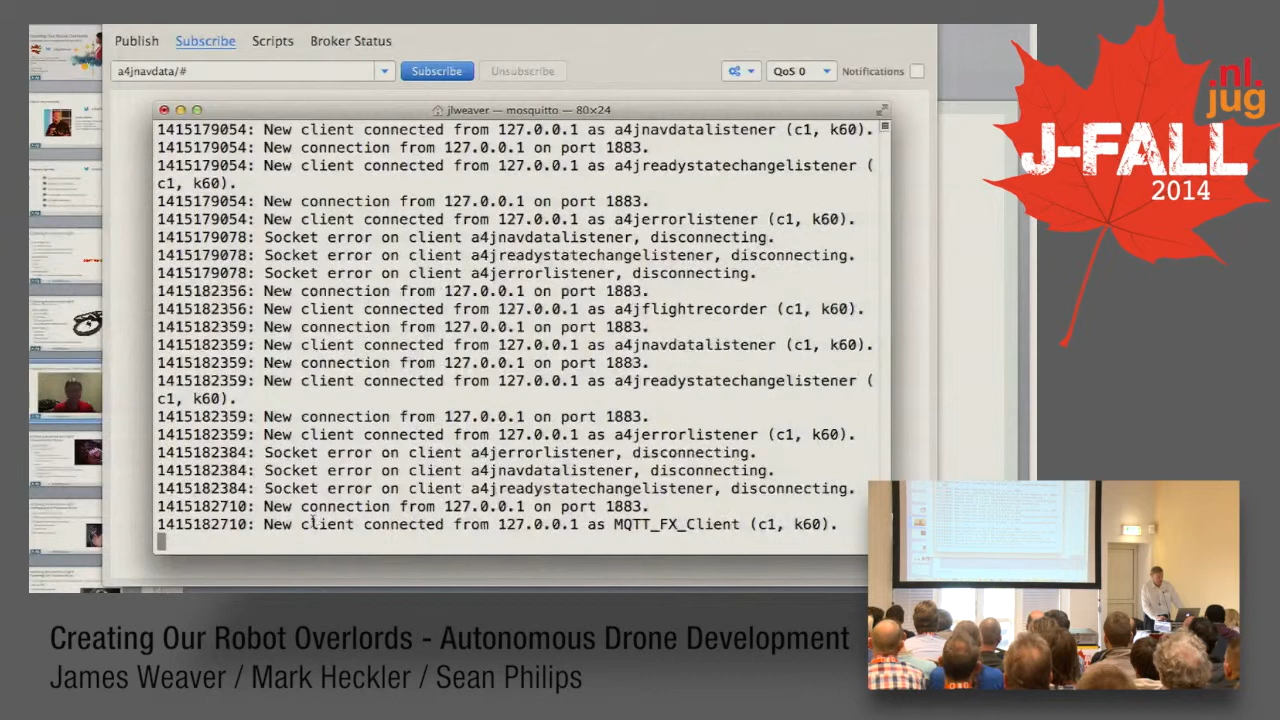 Publish Subscribe Scripts Broker Status
a4jnavdata/# Subscribe Unsubscribe QoS 0 Notifications
jlweaver — mosquitto — 80×24
1415179054: New client connected from 127.0.0.1 as a4jnavdatalistener (c1, k60).
1415179054: New connection from 127.0.0.1 on port 1883.
1415179054: New client connected from 127.0.0.1 as a4jreadystatechangelistener (
c1, k60).
1415179054: New connection from 127.0.0.1 on port 1883.
1415179054: New client connected from 127.0.0.1 as a4jerrorlistener (c1, k60).
1415179078: Socket error on client a4jnavdatalistener, disconnecting.
1415179078: Socket error on client a4jreadystatechangelistener, disconnecting.
1415179078: Socket error on client a4jerrorlistener, disconnecting.
1415182356: New connection from 127.0.0.1 on port 1883.
1415182356: New client connected from 127.0.0.1 as a4jflightrecorder (c1, k60).
1415182359: New connection from 127.0.0.1 on port 1883.
1415182359: New client connected from 127.0.0.1 as a4jnavdatalistener (c1, k60).
1415182359: New connection from 127.0.0.1 on port 1883.
1415182359: New client connected from 127.0.0.1 as a4jreadystatechangelistener (
c1, k60).
1415182359: New connection from 127.0.0.1 on port 1883.
1415182359: New client connected from 127.0.0.1 as a4jerrorlistener (c1, k60).
1415182384: Socket error on client a4jerrorlistener, disconnecting.
1415182384: Socket error on client a4jnavdatalistener, disconnecting.
1415182384: Socket error on client a4jreadystatechangelistener, disconnecting.
1415182710: New connection from 127.0.0.1 on port 1883.
1415182710: New client connected from 127.0.0.1 as MQTT_FX_Client (c1, k60).
.nl.
jug
J-FALL
2014
Creating Our Robot Overlords - Autonomous Drone Development
James Weaver / Mark Heckler / Sean Philips